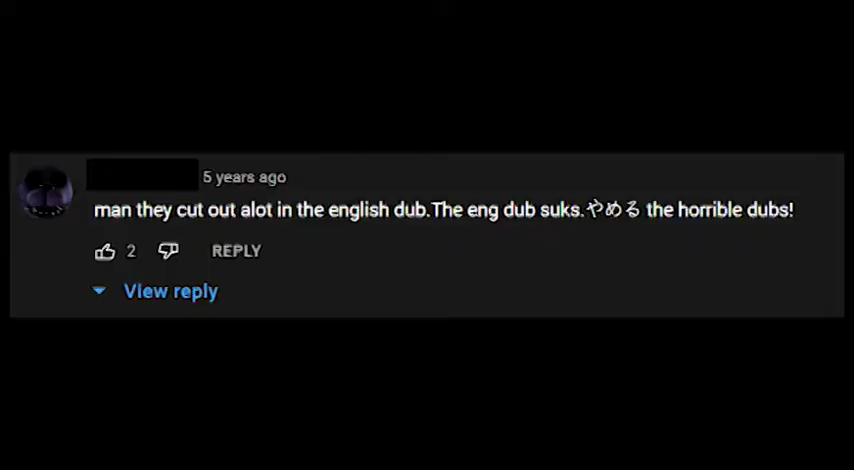 5 years ago
man they cut out alot in the english dub.The eng dub suks.やめる the horrible dubs!
2 REPLY
View reply